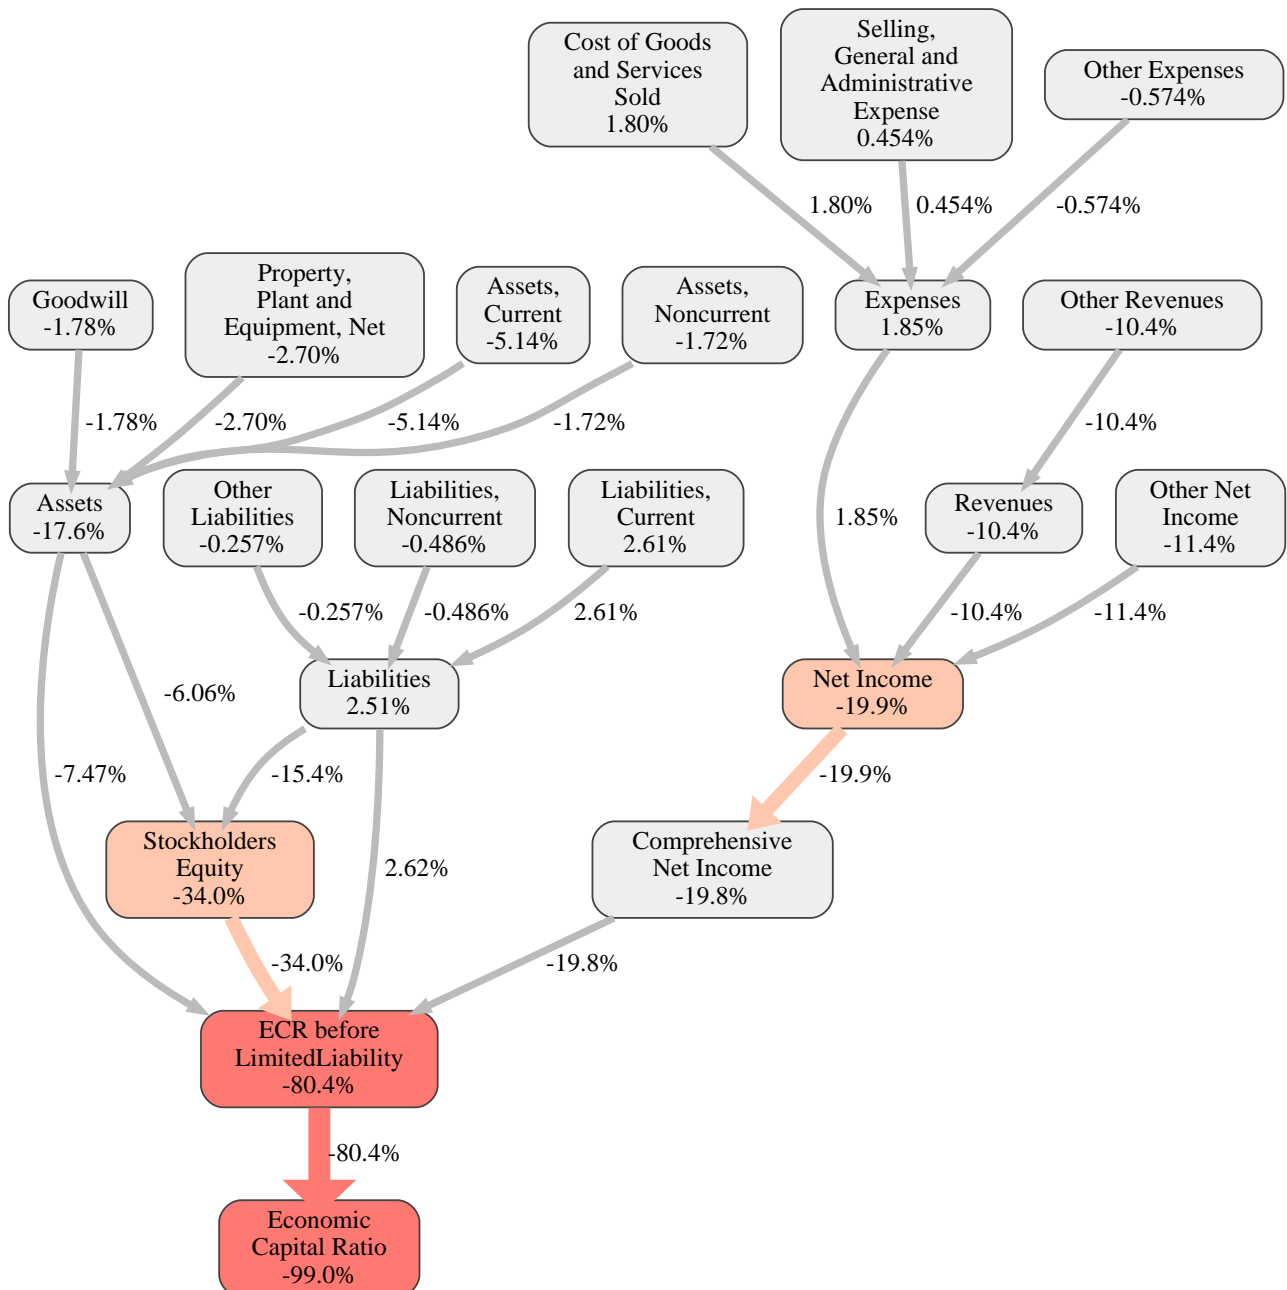 Cost of Goods
and Services
Sold
1.80%
Selling,
General and
Administrative
Expense
0.454%
Other Expenses
-0.574%
1.80%
0.454%
-0.574%
Goodwill
-1.78%
Property,
Plant and
Equipment, Net
-2.70%
Assets,
Current
-5.14%
Assets,
Noncurrent
-1.72%
Expenses
1.85%
Other Revenues
-10.4%
-1.78%
-2.70%
-5.14%
-1.72%
-10.4%
Assets
-17.6%
Other
Liabilities
-0.257%
Liabilities,
Noncurrent
-0.486%
Liabilities,
Current
2.61%
1.85%
Revenues
-10.4%
Other Net
Income
-11.4%
-0.257%
-0.486%
2.61%
-10.4%
-11.4%
-6.06%
Liabilities
2.51%
Net Income
-19.9%
-7.47%
-15.4%
-19.9%
Stockholders
Equity
-34.0%
2.62%
Comprehensive
Net Income
-19.8%
-34.0%
-19.8%
ECR before
LimitedLiability
-80.4%
-80.4%
Economic
Capital Ratio
-99.0%